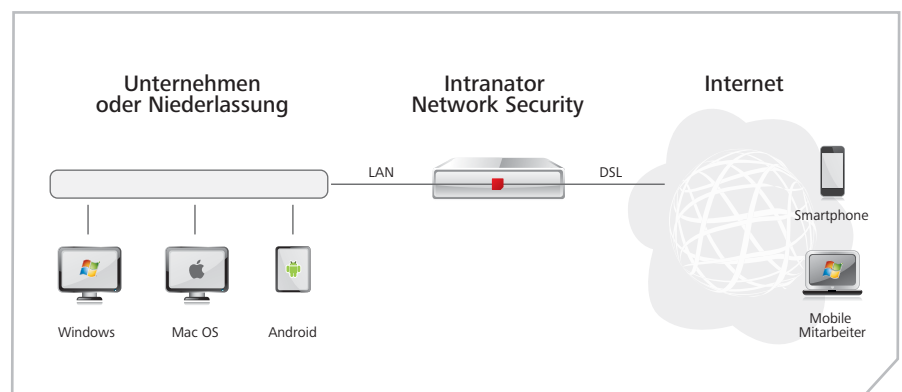 Unternehmen
oder Niederlassung
Intranator
Network Security
Internet
LAN
DSL
Smartphone
Windows
Mac OS
Android
Mobile
Mitarbeiter